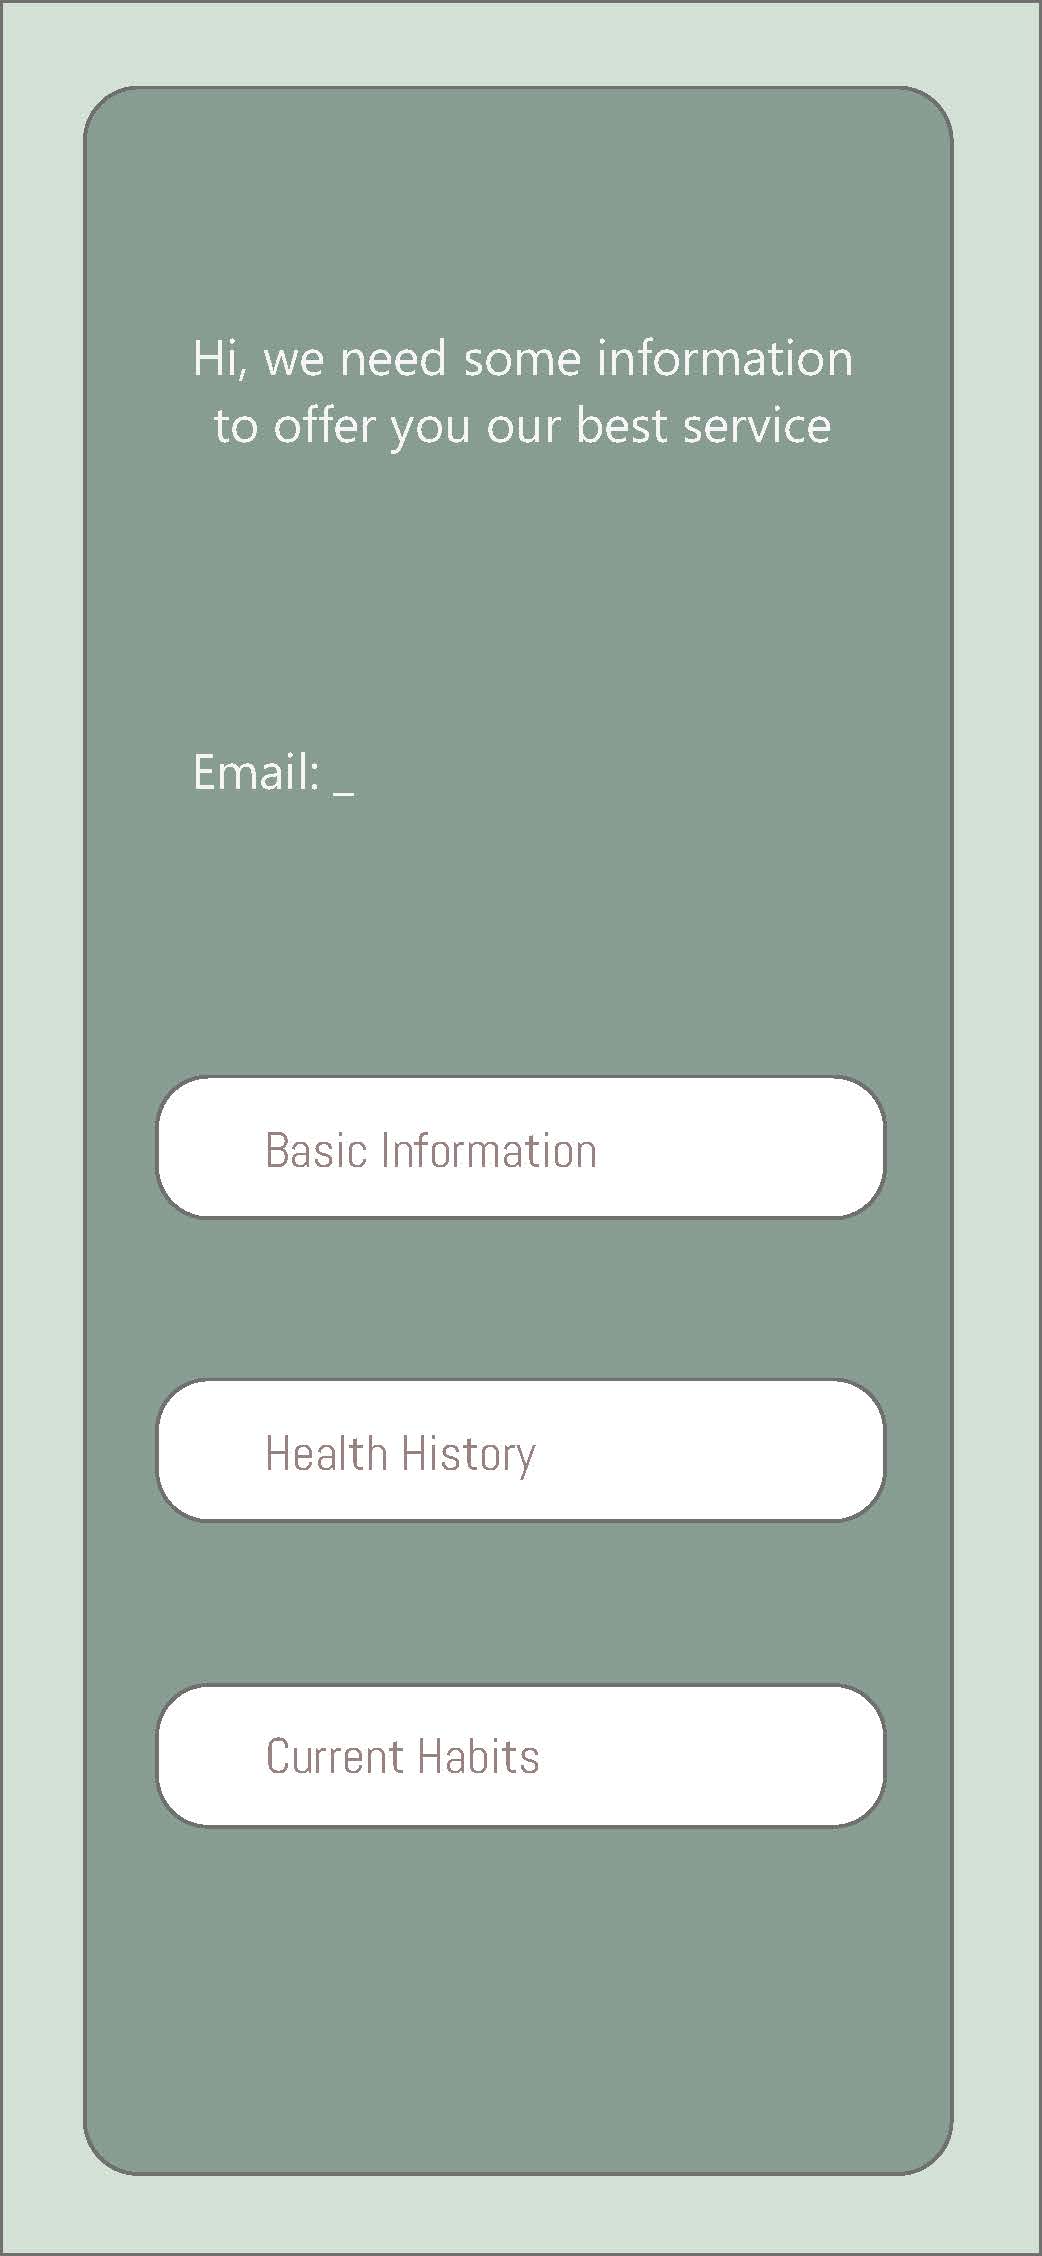 Hi, we need some information
to offer you our best service
Email: _
Basic Information
Health History
Current Habits